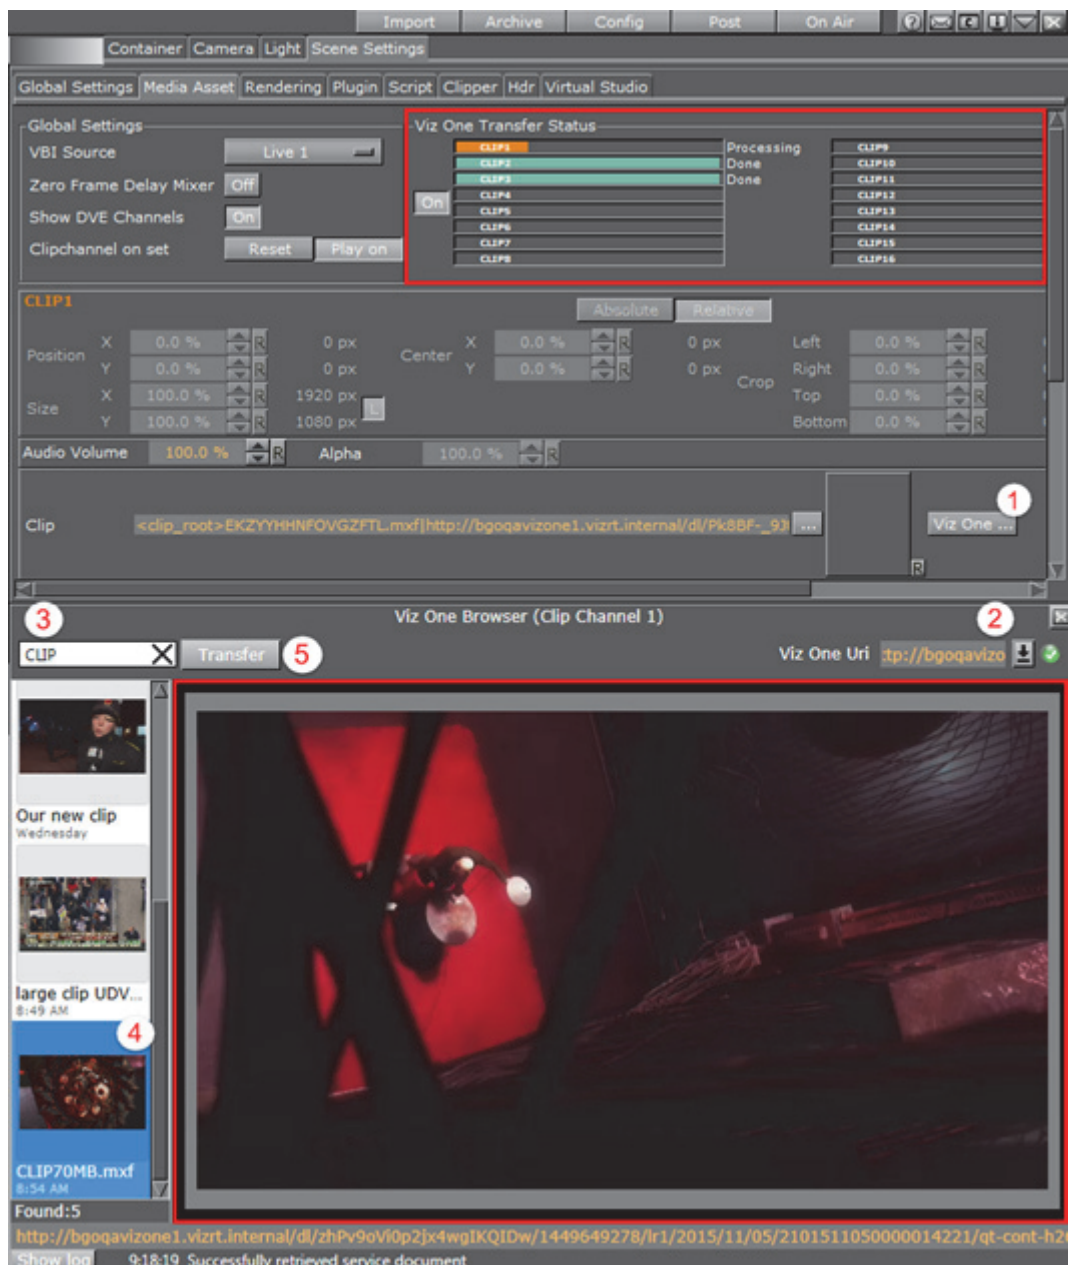 Import Archive Config Post On Air
Container Camera Light Scene Settings
Global Settings Media Asset Rendering Plugin Script Clipper Hdr Virtual Studio
Global Settings
VBI Source Live 1
Zero Frame Delay Mixer Off
Show DVE Channels On
Clipchannel on set Reset Play on
Viz One Transfer Status
On
CLIP1 Processing
CLIP2 Done
CLIP3 Done
CLIP4
CLIP5
CLIP6
CLIP7
CLIP8
CLIP9
CLIP10
CLIP11
CLIP12
CLIP13
CLIP14
CLIP15
CLIP16
CLIP1
Absolute Relative
Position X 0.0 % R 0 px
Y 0.0 % R 0 px
Size X 100.0 % R 1920 px
Y 100.0 % R 1080 px
L
Center X 0.0 % R 0 px
Y 0.0 % R 0 px
Crop
Left 0.0 % R
Right 0.0 % R
Top 0.0 % R
Bottom 0.0 % R
Audio Volume 100.0 % R Alpha 100.0 % R
1
Clip <clip_root>EKZYYHHNFOVGZFTL.mxf|http://bgoqavizone1.vizrt.internal/dl/Pk8BF-_9J ... R Viz One ...
Viz One Browser (Clip Channel 1)
3
2
CLIP Transfer 5 Viz One Uri tp://bgoqavizo
Our new clip
Wednesday
large clip UDV...
8:49 AM
4
CLIP70MB.mxf
8:54 AM
Found:5
http://bgoqavizone1.vizrt.internal/dl/zhPv9oVi0p2jx4wgIKQIDw/1449649278/lr1/2015/11/05/2101511050000014221/qt-cont-h26
Show log 9:18:19 Successfully retrieved service document